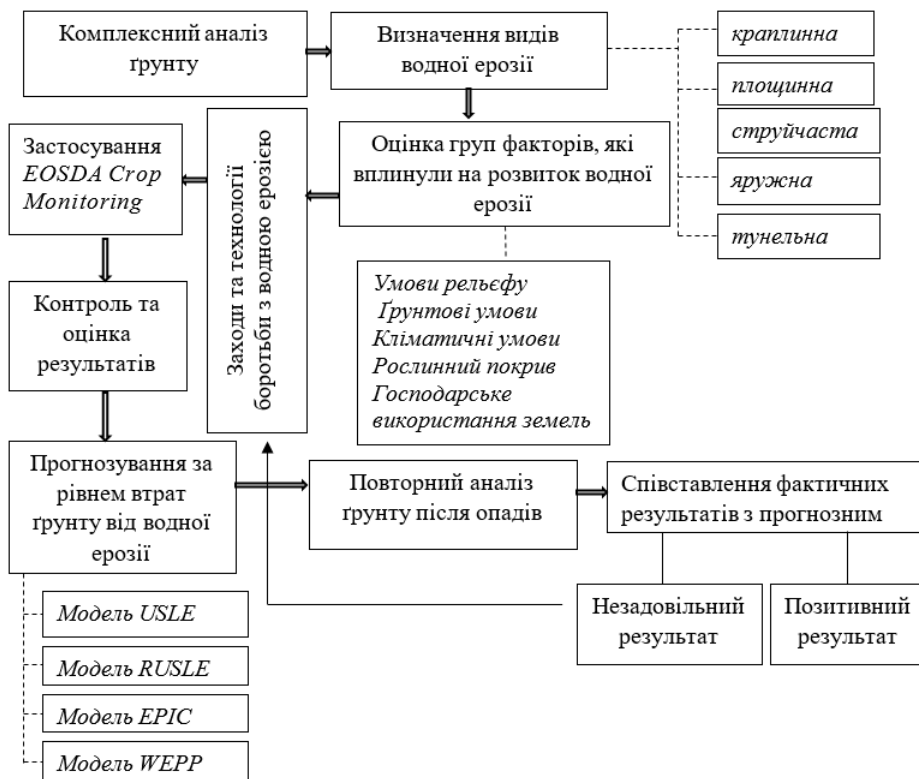 Комплексний аналіз
ґрунту
Визначення видів
водної ерозії
краплинна
площинна
струйчаста
яружна
тунельна
Оцінка груп факторів, які
вплинули на розвиток водної
ерозії
Умови рельєфу
Ґрунтові умови
Кліматичні умови
Рослинний покрив
Господарське
використання земель
Заходи та технології
боротьби з водною ерозією
Застосування
EOSDA Crop
Monitoring
Контроль та
оцінка
результатів
Прогнозування за
рівнем втрат
ґрунту від водної
ерозії
Модель USLE
Модель RUSLE
Модель EPIC
Модель WEPP
Повторний аналіз
ґрунту після опадів
Співставлення фактичних
результатів з прогнозним
Незадовільний
результат
Позитивний
результат